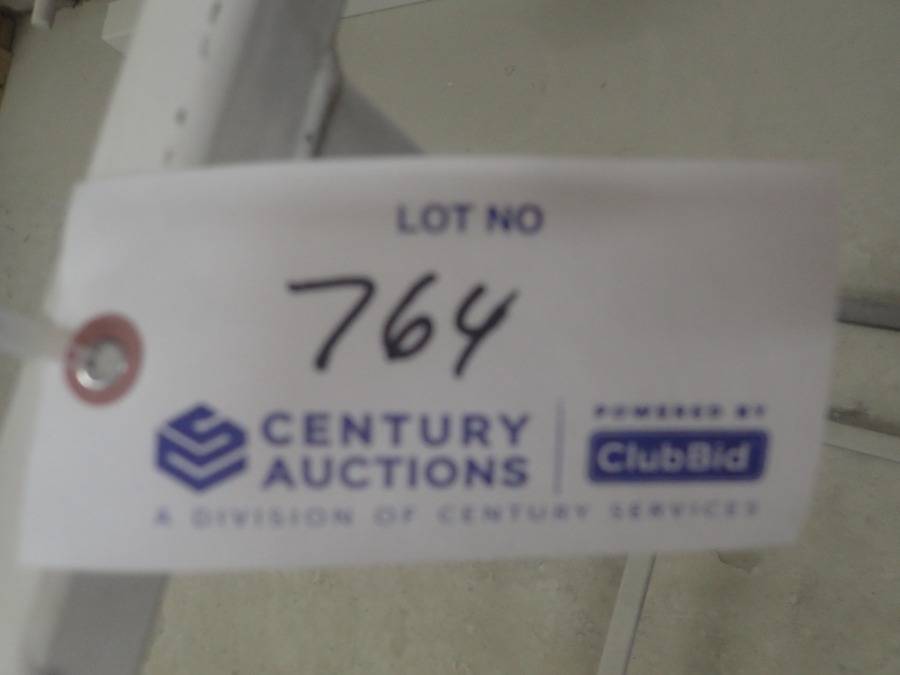 LOT NO
764
CENTURY
AUCTIONS
POWERED BY
ClubBid
A DIVISION OF CENTURY SERVICES